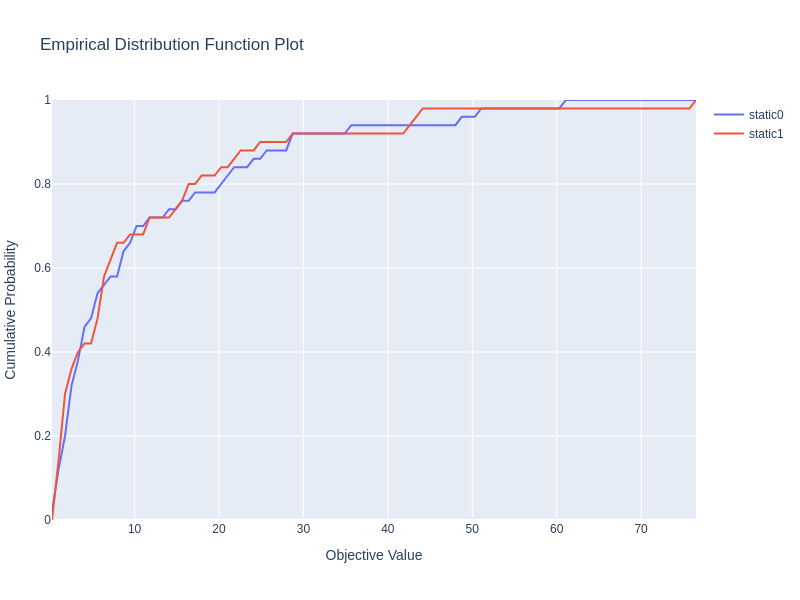 Empirical Distribution Function Plot
1
0.8
0.6
0.4
0.2
0
Cumulative Probability
10 20 30 40 50 60 70
Objective Value
static0
static1